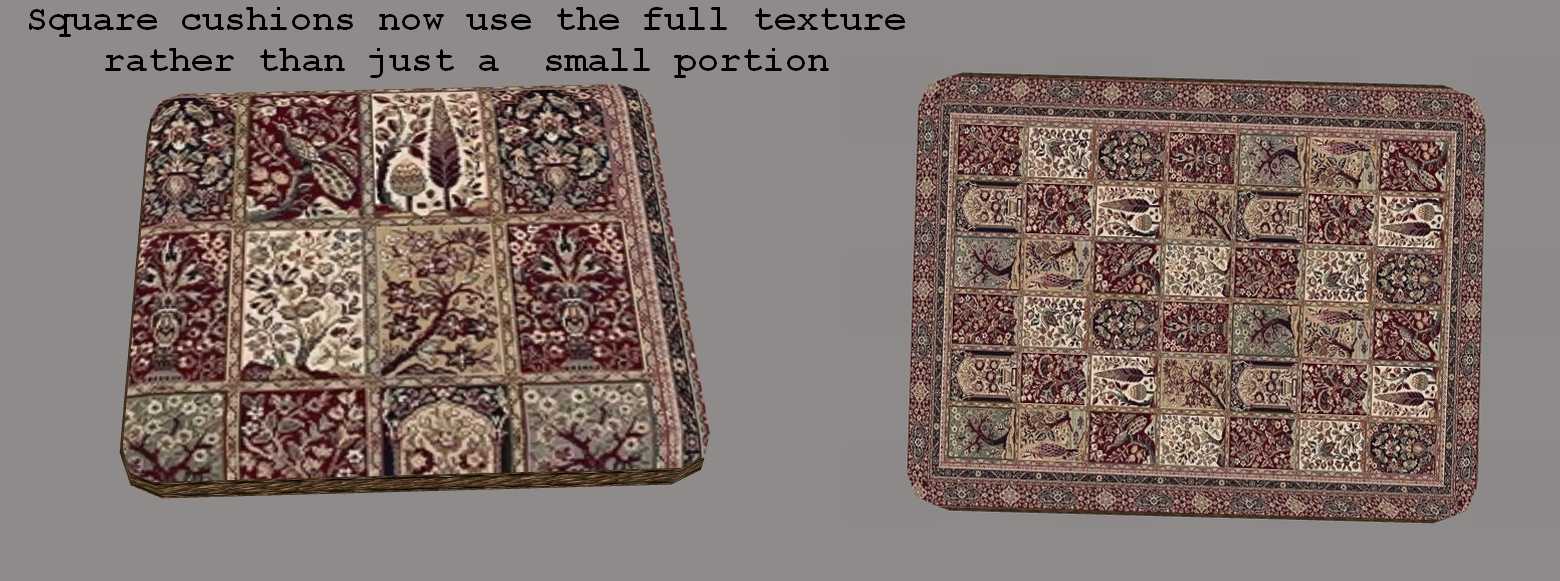 Square cushions now use the full texture
rather than just a  small portion